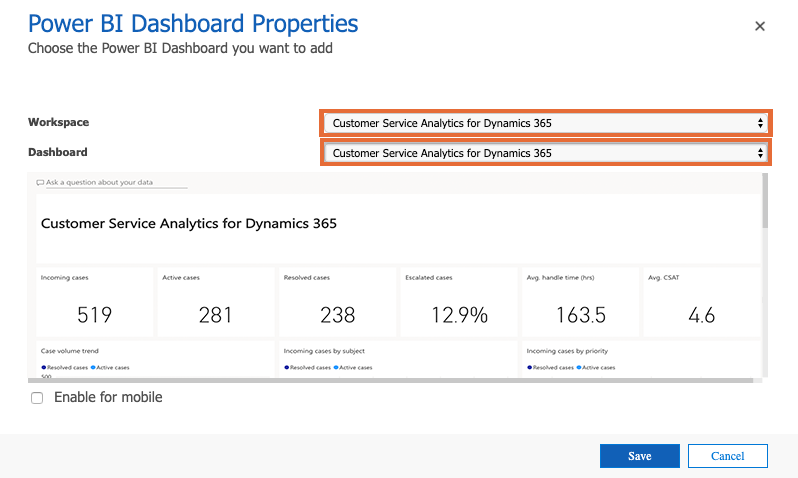 Power BI Dashboard Properties
Choose the Power BI Dashboard you want to add
Workspace
Customer Service Analytics for Dynamics 365
Dashboard
Customer Service Analytics for Dynamics 365
Ask a question about your data
Customer Service Analytics for Dynamics 365
Incoming cases Active cases Resolved cases Escalated cases Avg. handle time (hrs) Avg. CSAT
519 281 238 12.9% 163.5 4.6
Case volume trend Incoming cases by subject Incoming cases by priority
Resolved cases Active cases Resolved cases Active cases Resolved cases Active cases
500
Enable for mobile
Save Cancel